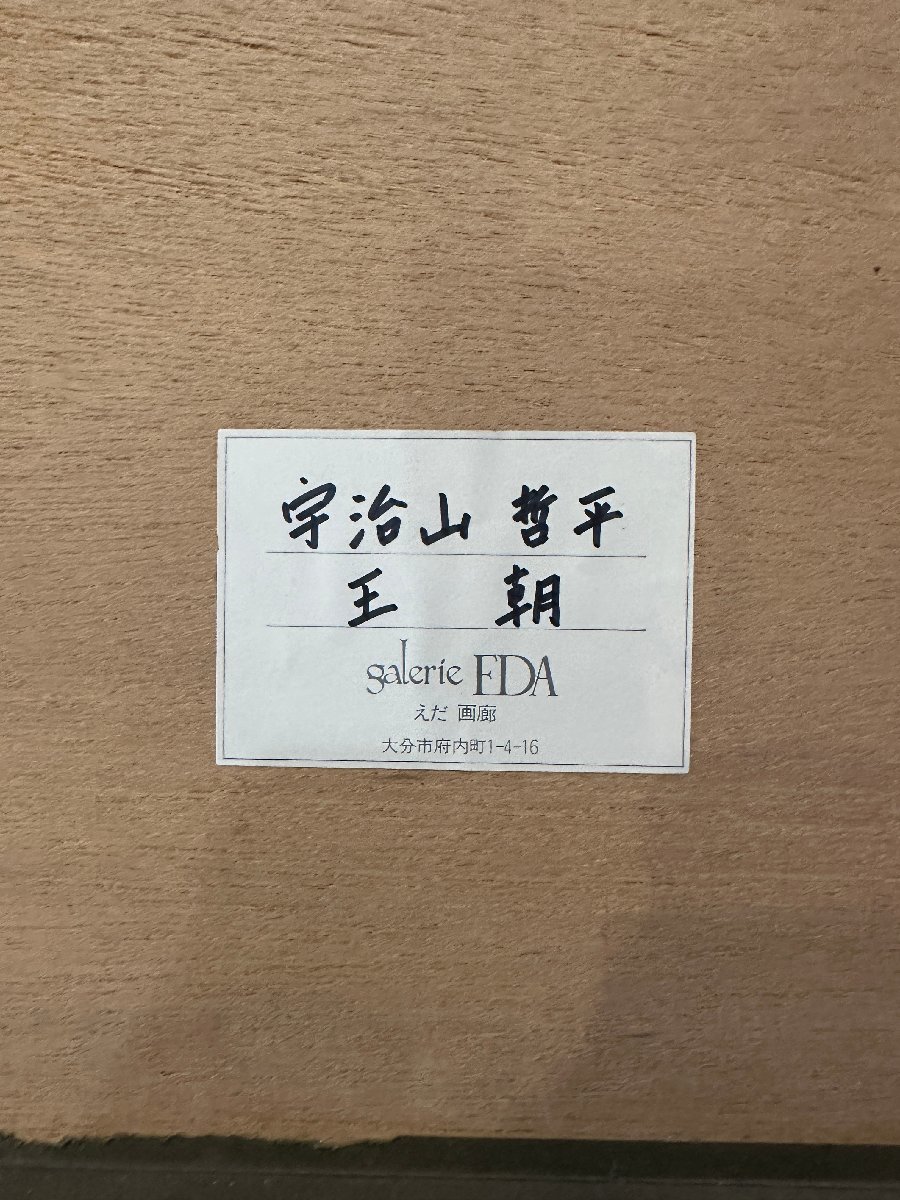 宇治山 哲平
王 朝
galerie EDA
えだ 画廊
大分市府内町1-4-16